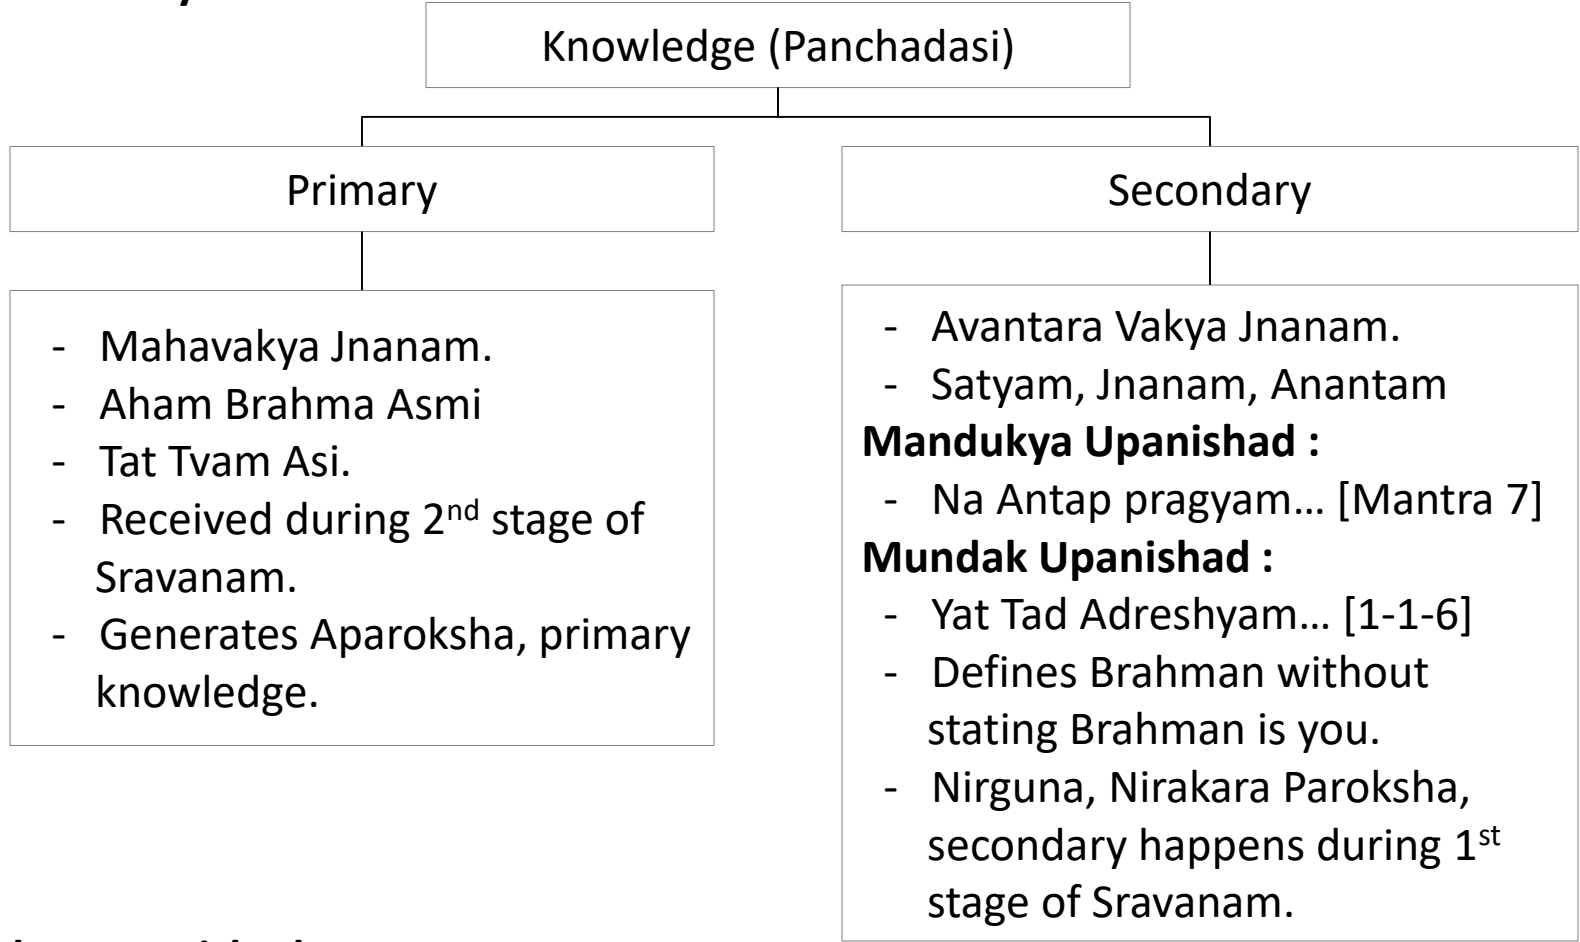 Knowledge (Panchadasi)
Primary
- Mahavakya Jnanam.
- Aham Brahma Asmi
- Tat Tvam Asi.
- Received during 2nd stage of
Sravanam.
- Generates Aparoksha, primary
knowledge.
Secondary
- Avantara Vakya Jnanam.
- Satyam, Jnanam, Anantam
Mandukya Upanishad :
- Na Antap pragyam... [Mantra 7]
Mundak Upanishad :
- Yat Tad Adreshyam... [1-1-6]
- Defines Brahman without
stating Brahman is you.
- Nirguna, Nirakara Paroksha,
secondary happens during 1st
stage of Sravanam.